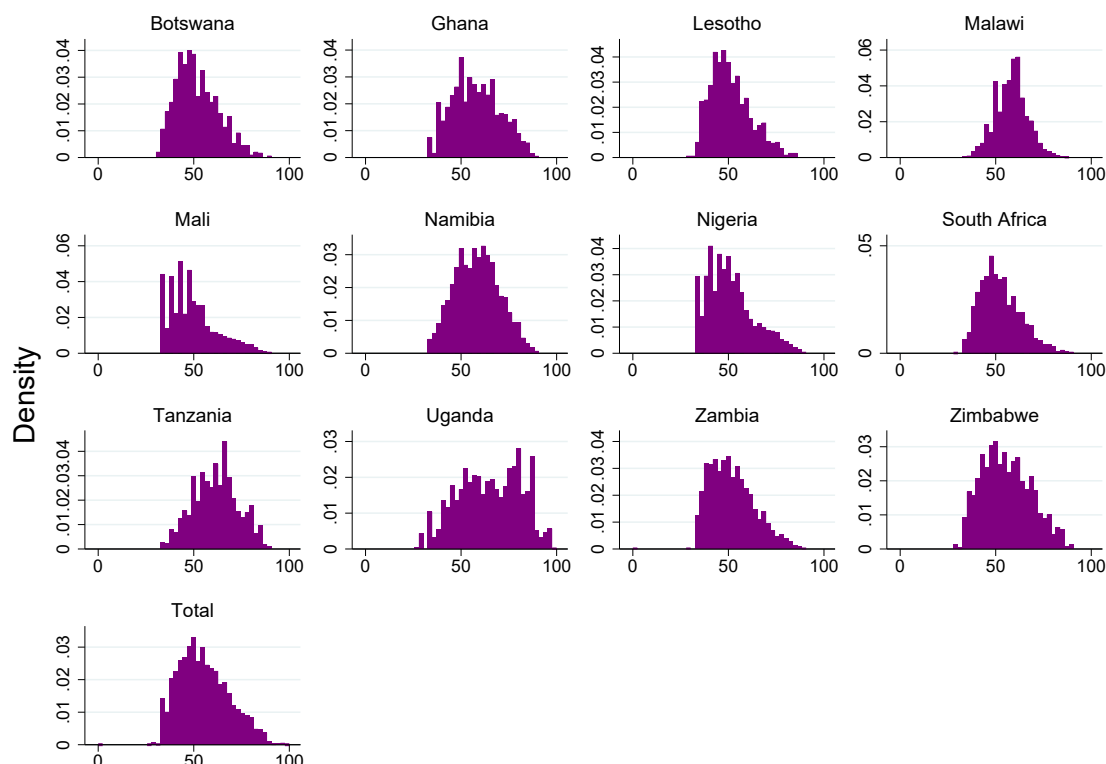 Botswana Ghana Lesotho Malawi
0 .01 .02 .03 .04 0 .01 .02 .03 .04 0 .01 .02 .03 .04 0 .02 .04 .06
0 50 100 0 50 100 0 50 100 0 50 100
Mali Namibia Nigeria South Africa
0 .02 .04 .06 0 .01 .02 .03 0 .01 .02 .03 .04 0 .05
0 50 100 0 50 100 0 50 100 0 50 100
Density
Tanzania Uganda Zambia Zimbabwe
0 .01 .02 .03 .04 0 .01 .02 .03 0 .01 .02 .03 .04 0 .01 .02 .03
0 50 100 0 50 100 0 50 100 0 50 100
Total
0 .01 .02 .03
0 50 100